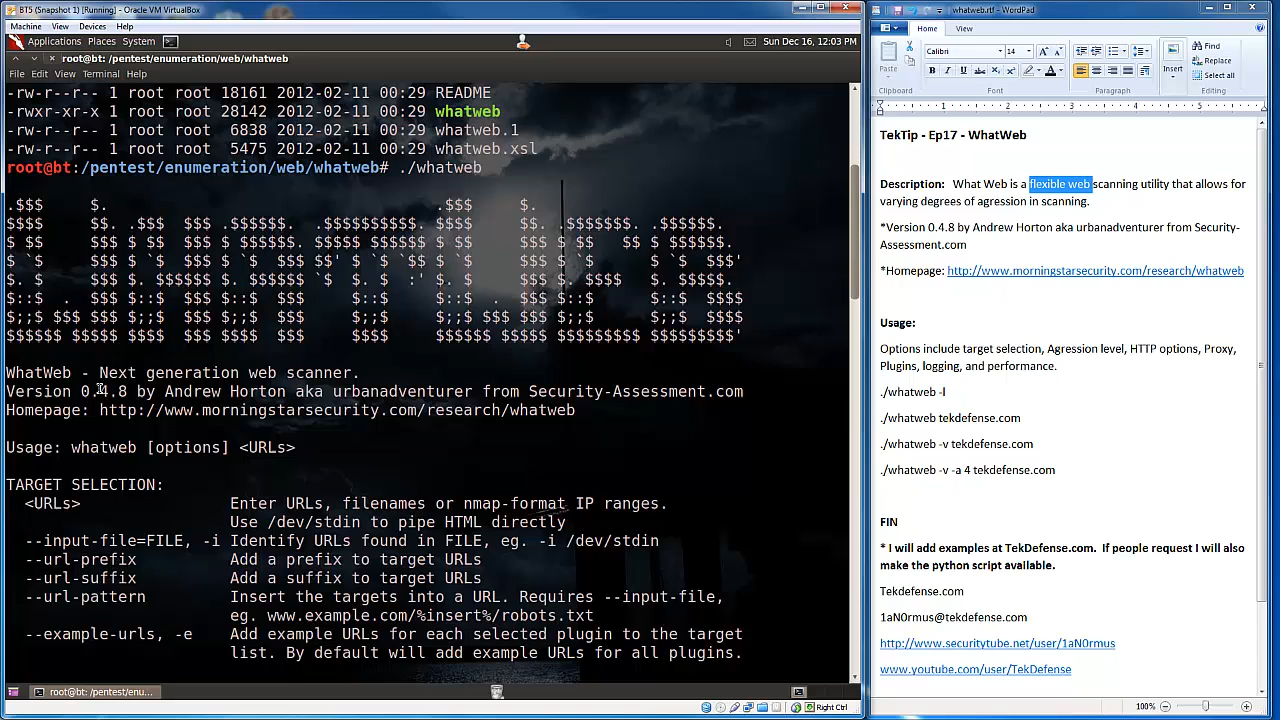 BT5 (Snapshot 1) [Running] - Oracle VM VirtualBox
Machine View Devices Help
Applications Places System
Sun Dec 16, 12:03 PM
root@bt: /pentest/enumeration/web/whatweb
File Edit View Terminal Help
-rw-r--r-- 1 root root 18161 2012-02-11 00:29 README
-rwxr-xr-x 1 root root 28142 2012-02-11 00:29 whatweb
-rw-r--r-- 1 root root 6838 2012-02-11 00:29 whatweb.1
-rw-r--r-- 1 root root 5475 2012-02-11 00:29 whatweb.xsl
root@bt:/pentest/enumeration/web/whatweb# ./whatweb
WhatWeb - Next generation web scanner.
Version 0.4.8 by Andrew Horton aka urbanadventurer from Security-Assessment.com
Homepage: http://www.morningstarsecurity.com/research/whatweb
Usage: whatweb [options] <URLs>
TARGET SELECTION:
<URLs> Enter URLs, filenames or nmap-format IP ranges.
Use /dev/stdin to pipe HTML directly
--input-file=FILE, -i Identify URLs found in FILE, eg. -i /dev/stdin
--url-prefix Add a prefix to target URLs
--url-suffix Add a suffix to target URLs
--url-pattern Insert the targets into a URL. Requires --input-file,
eg. www.example.com/%insert%/robots.txt
--example-urls, -e Add example URLs for each selected plugin to the target
list. By default will add example URLs for all plugins.
root@bt: /pentest/enu...
Right Ctrl
whatweb.rtf - WordPad
Home View
Paste
Calibri 14
Insert
Find
Replace
Select all
Clipboard Font Paragraph Editing
1 2 3 4 5
TekTip - Ep17 - WhatWeb
Description: What Web is a flexible web scanning utility that allows for
varying degrees of agression in scanning.
*Version 0.4.8 by Andrew Horton aka urbanadventurer from Security-
Assessment.com
*Homepage: http://www.morningstarsecurity.com/research/whatweb
Usage:
Options include target selection, Agression level, HTTP options, Proxy,
Plugins, logging, and performance.
./whatweb -l
./whatweb tekdefense.com
./whatweb -v tekdefense.com
./whatweb -v -a 4 tekdefense.com
FIN
* I will add examples at TekDefense.com. If people request I will also
make the python script available.
Tekdefense.com
1aN0rmus@tekdefense.com
http://www.securitytube.net/user/1aN0rmus
www.youtube.com/user/TekDefense
100%